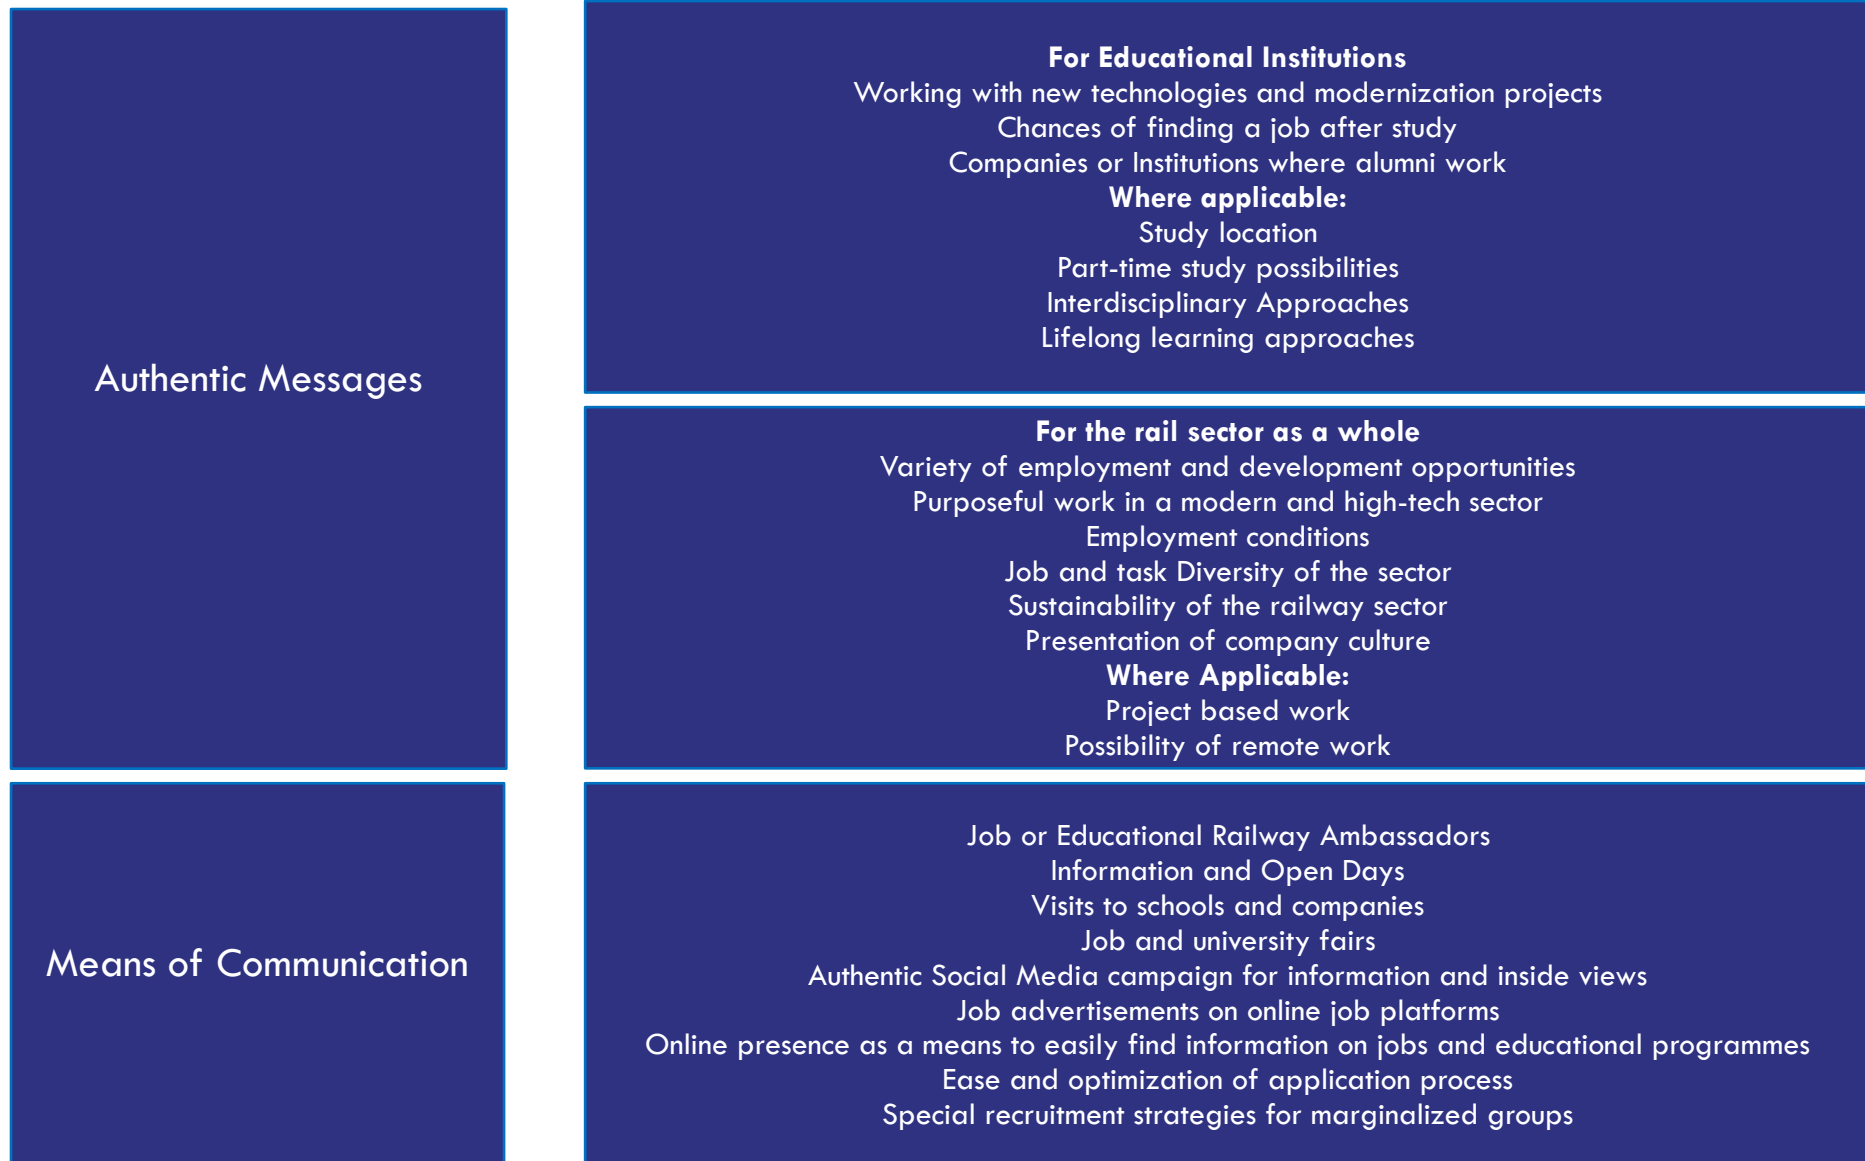 Authentic Messages
For Educational Institutions
Working with new technologies and modernization projects
Chances of finding a job after study
Companies or Institutions where alumni work
Where applicable:
Study location
Part-time study possibilities
Interdisciplinary Approaches
Lifelong learning approaches
For the rail sector as a whole
Variety of employment and development opportunities
Purposeful work in a modern and high-tech sector
Employment conditions
Job and task Diversity of the sector
Sustainability of the railway sector
Presentation of company culture
Where Applicable:
Project based work
Possibility of remote work
Means of Communication
Job or Educational Railway Ambassadors
Information and Open Days
Visits to schools and companies
Job and university fairs
Authentic Social Media campaign for information and inside views
Job advertisements on online job platforms
Online presence as a means to easily find information on jobs and educational programmes
Ease and optimization of application process
Special recruitment strategies for marginalized groups